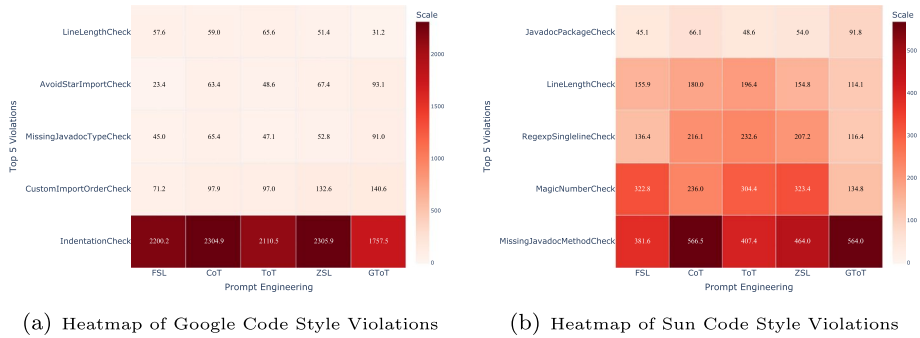 Scale
LineLengthCheck 57.6 59.0 65.6 51.4 31.2
2000
AvoidStarImportCheck 23.4 63.4 48.6 67.4 93.1
1500
MissingJavadocTypeCheck 45.0 65.4 47.1 52.8 91.0
1000
CustomImportOrderCheck 71.2 97.9 97.0 132.6 140.6
500
IndentationCheck 2200.2 2304.9 2110.5 2305.9 1757.5
0
FSL CoT ToT ZSL GToT
Prompt Engineering
Top 5 Violations
(a) Heatmap of Google Code Style Violations
Scale
JavadocPackageCheck 45.1 66.1 48.6 54.0 91.8
500
LineLengthCheck 155.9 180.0 196.4 154.8 114.1
400
RegexpSinglelineCheck 136.4 216.1 232.6 207.2 116.4
300
200
MagicNumberCheck 322.8 236.0 304.4 323.4 134.8
100
MissingJavadocMethodCheck 381.6 566.5 407.4 464.0 564.0
0
FSL CoT ToT ZSL GToT
Prompt Engineering
Top 5 Violations
(b) Heatmap of Sun Code Style Violations